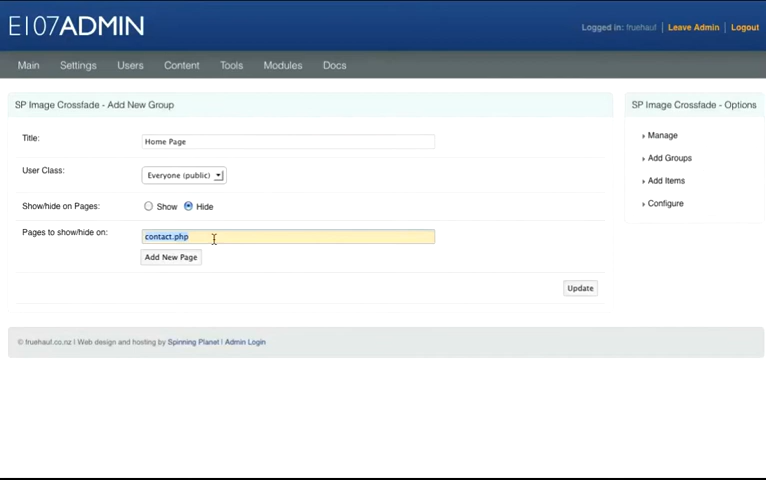 E107ADMIN
Logged in: fruehauf | Leave Admin | Logout
Main Settings Users Content Tools Modules Docs
SP Image Crossfade - Add New Group
Title: Home Page
User Class: Everyone (public)
Show/hide on Pages: Show Hide
Pages to show/hide on: contact.php
Add New Page
Update
SP Image Crossfade - Options
Manage
Add Groups
Add Items
Configure
© fruehauf.co.nz | Web design and hosting by Spinning Planet | Admin Login